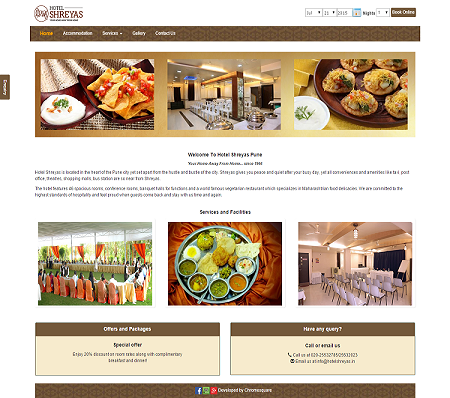 HOTEL
SHREYAS
Jul 21 2015 Nights 1 Book Online
Home Accommodation Services Gallery Contact Us
Enquiry
Welcome To Hotel Shreyas Pune
Your Home Away From Home... since 1966
Hotel Shreyas is located in the heart of the Pune city yet set apart from the hustle and bustle of the city. Shreyas gives you peace and quiet after your busy day, yet all conveniences and amenities like taxi, post
office, theatres, shopping malls, bus station are so near from Shreyas.
The hotel features 48 spacious rooms, conference rooms, banquet halls for functions and a world famous vegetarian restaurant which specializes in Maharashtrian food delicacies. We are committed to the
highest standards of hospitality and feel proud when guests come back and stay with us time and again.
Services and Facilities
Offers and Packages
Special offer
Enjoy 20% discount on room rates along with complimentary
breakfast and dinner!
Have any query?
Call or email us
Call us at 020-25532785/25532023
Email us at info@hotelshreyas.in
Developed by Chromesquare